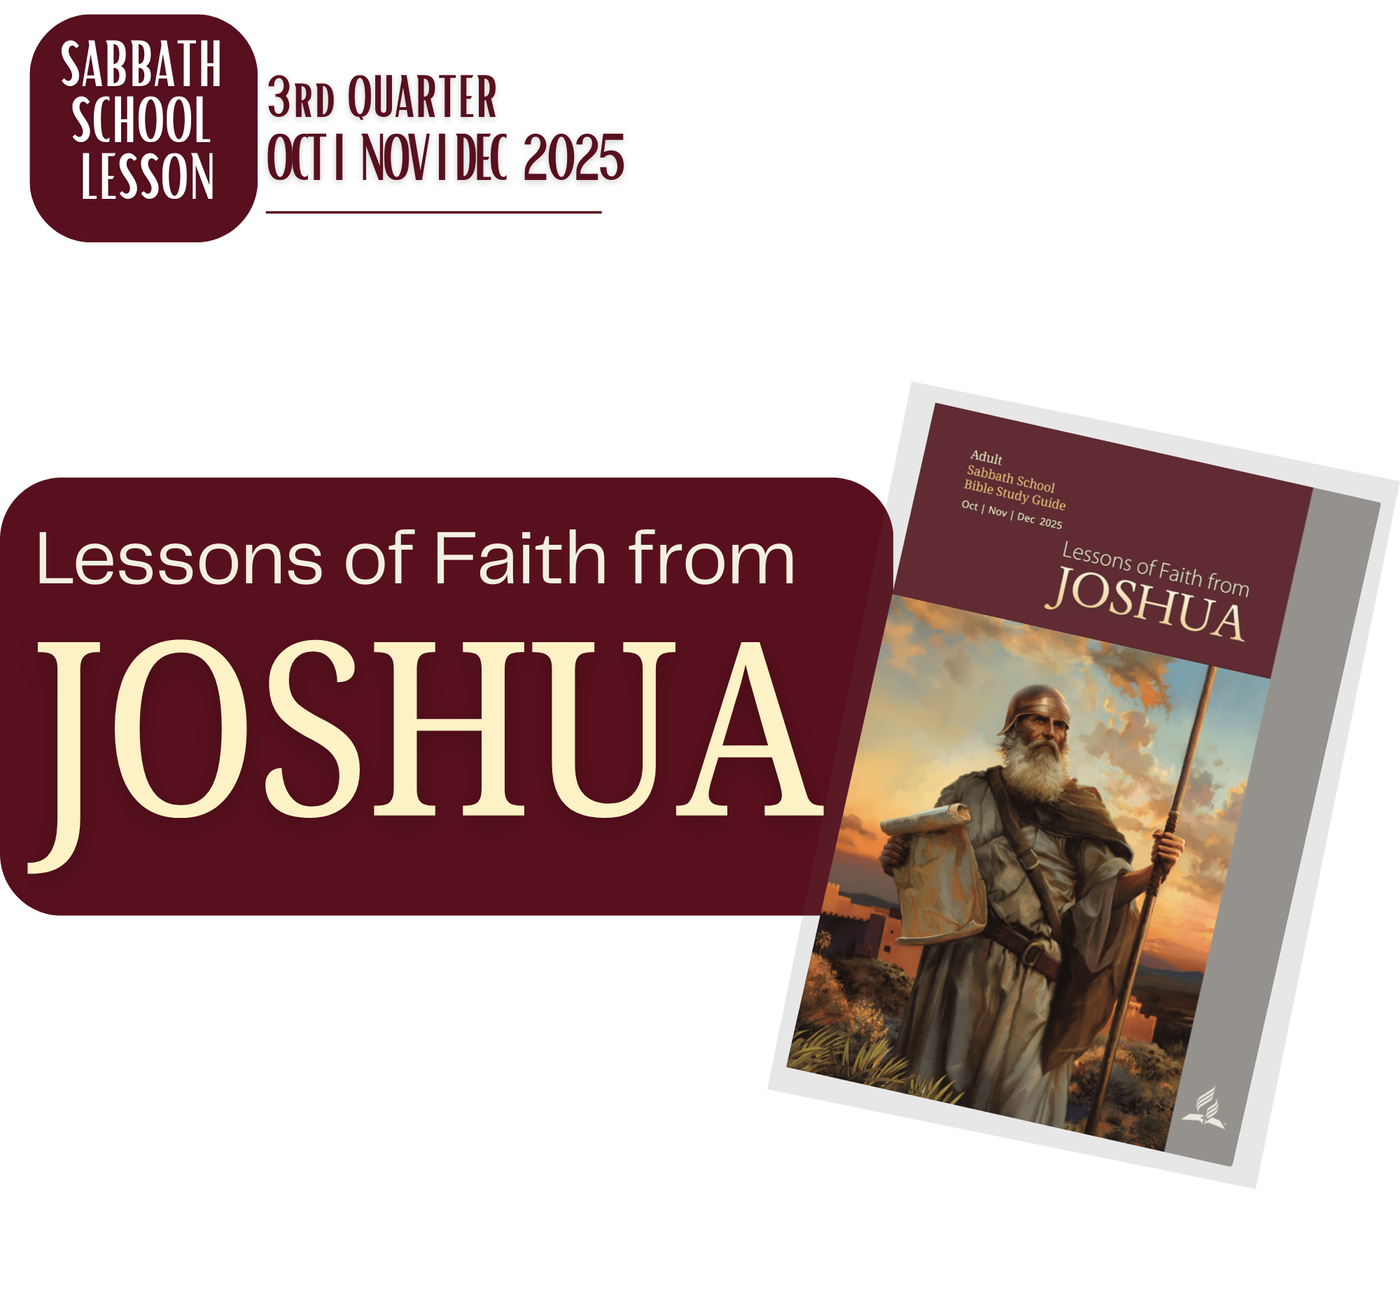 SABBATH
SCHOOL
LESSON
3RD QUARTER
OCT | NOV | DEC 2025
Lessons of Faith from
JOSHUA
Adult
Sabbath School
Bible Study Guide
Oct | Nov | Dec 2025
Lessons of Faith from
JOSHUA